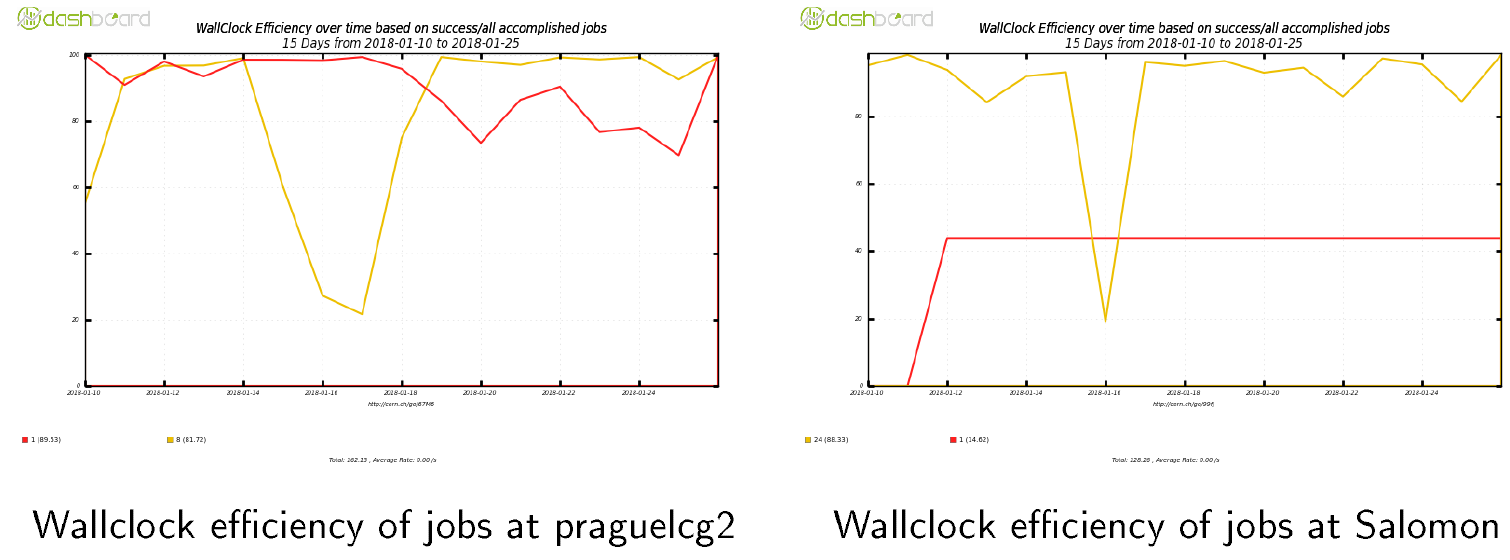 dashboard
WallClock Efficiency over time based on success/all accomplished jobs
15 Days from 2018-01-10 to 2018-01-25
100
80
60
40
20
0
2018-01-10 2018-01-12 2018-01-14 2018-01-16 2018-01-18 2018-01-20 2018-01-22 2018-01-24
1 (89.53) 8 (81.72)
Wallclock efficiency of jobs at praguelcg2
dashboard
WallClock Efficiency over time based on success/all accomplished jobs
15 Days from 2018-01-10 to 2018-01-25
80
60
40
20
0
2018-01-10 2018-01-12 2018-01-14 2018-01-16 2018-01-18 2018-01-20 2018-01-22 2018-01-24
24 (88.33) 1 (14.62)
Wallclock efficiency of jobs at Salomon